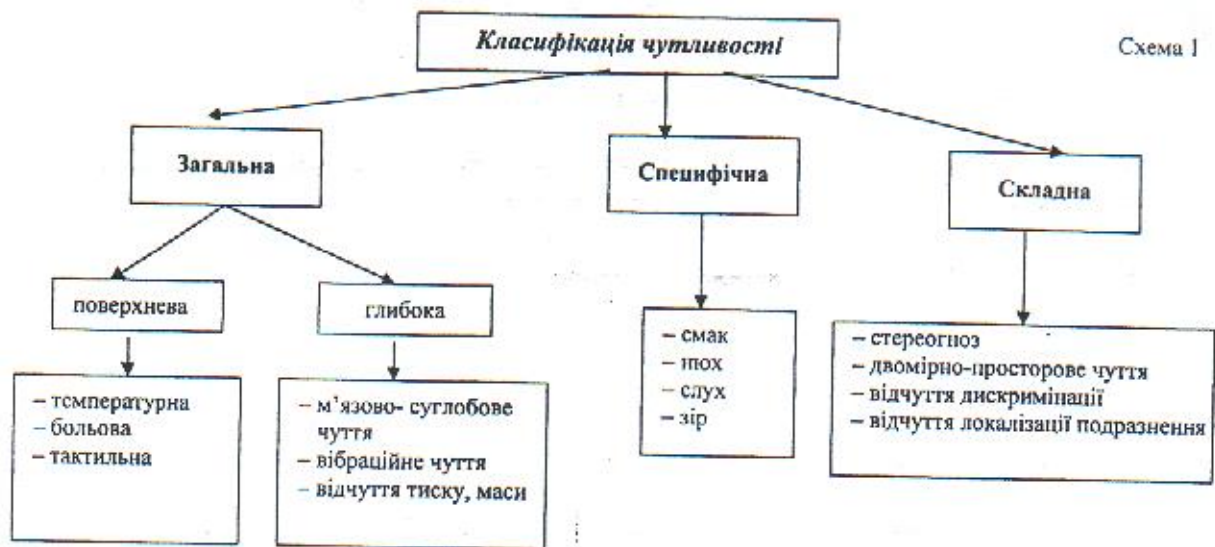 Класифікація чутливості
Схема 1
Загальна
Специфічна
Складна
поверхнева
глибока
– температурна
– больова
– тактильна
– м’язово- суглобове
чуття
– вібраційне чуття
– відчуття тиску, маси
– смак
– нюх
– слух
– зір
– стереогноз
– двомірно-просторове чуття
– відчуття дискримінації
– відчуття локалізації подразнення